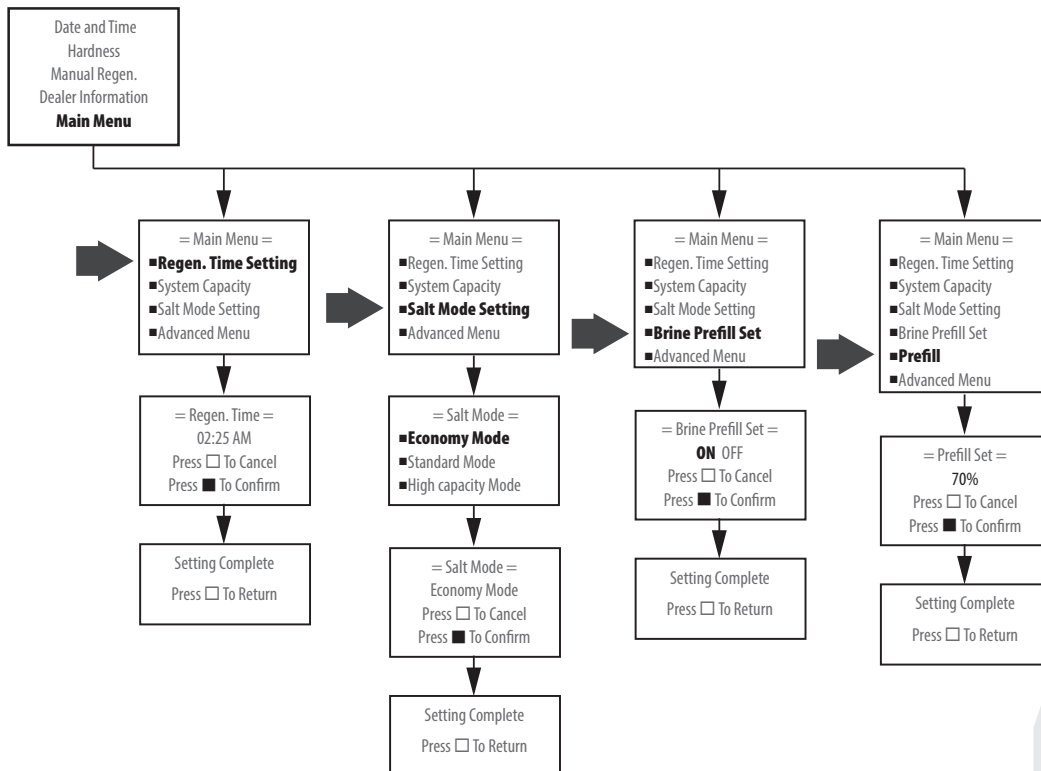 Date and Time
Hardness
Manual Regen.
Dealer Information
Main Menu
= Main Menu =
■Regen. Time Setting
■System Capacity
■Salt Mode Setting
■Advanced Menu
= Regen. Time =
02:25 AM
Press □ To Cancel
Press ■ To Confirm
Setting Complete
Press □ To Return
= Main Menu =
■Regen. Time Setting
■System Capacity
■Salt Mode Setting
■Advanced Menu
= Salt Mode =
■Economy Mode
■Standard Mode
■High capacity Mode
= Salt Mode =
Economy Mode
Press □ To Cancel
Press ■ To Confirm
Setting Complete
Press □ To Return
= Main Menu =
■Regen. Time Setting
■System Capacity
■Salt Mode Setting
■Brine Prefill Set
■Advanced Menu
= Brine Prefill Set =
ON OFF
Press □ To Cancel
Press ■ To Confirm
Setting Complete
Press □ To Return
= Main Menu =
■Regen. Time Setting
■System Capacity
■Salt Mode Setting
■Brine Prefill Set
■Prefill
■Advanced Menu
= Prefill Set =
70%
Press □ To Cancel
Press ■ To Confirm
Setting Complete
Press □ To Return